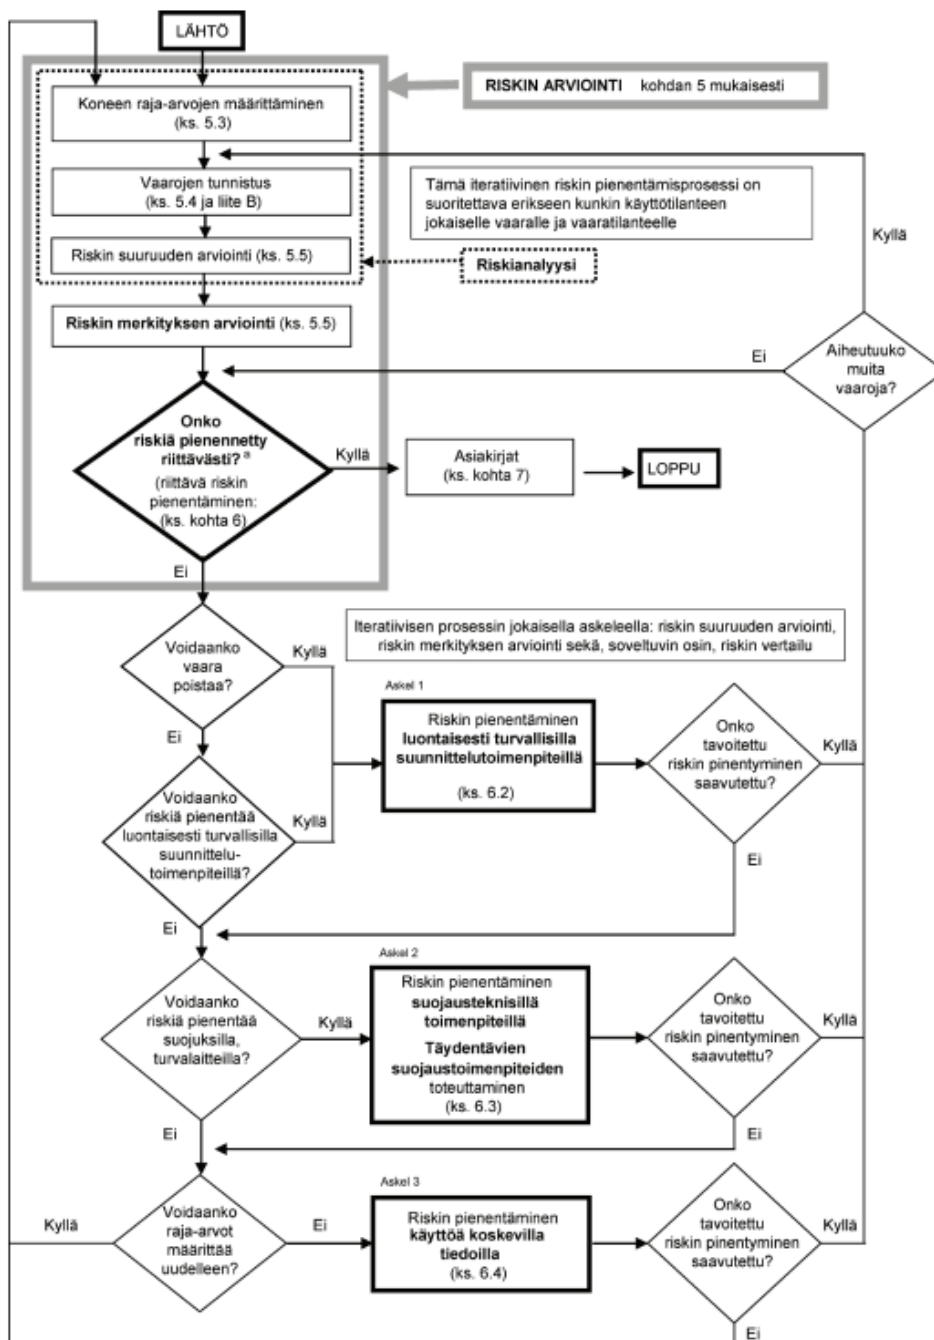 LÄHTÖ
RISKIN ARVIOINTI kohdan 5 mukaisesti
Koneen raja-arvojen määrittäminen
(ks. 5.3)
Vaarojen tunnistus
(ks. 5.4 ja liite B)
Tämä iteratiivinen riskin pienentämisprosessi on
suoritettava erikseen kunkin käyttötilanteen
jokaiselle vaaralle ja vaaratilanteelle
Kyllä
Riskin suuruuden arviointi (ks. 5.5)
Riskianalyysi
Riskin merkityksen arviointi (ks. 5.5)
Ei
Aiheutuuko
muita
vaaroja?
Onko
riskiä pienennetty
riittävästi? a
(riittävä riskin
pienentäminen:
(ks. kohta 6)
Kyllä
Asiakirjat
(ks. kohta 7)
LOPPU
Ei
Voidaanko
vaara
poistaa?
Kyllä
Iteratiivisen prosessin jokaisella askeleella: riskin suuruuden arviointi,
riskin merkityksen arviointi sekä, soveltuvin osin, riskin vertailu
Ei
Askel 1
Riskin pienentäminen
luontaisesti turvallisilla
suunnittelutoimenpiteillä
(ks. 6.2)
Onko
tavoitettu
riskin pinentyminen
saavutettu?
Kyllä
Voidaanko
riskiä pienentää
luontaisesti turvallisilla
suunnittelu-
toimenpiteillä?
Kyllä
Ei
Ei
Askel 2
Voidaanko
riskiä pienentää
suojuksilla,
turvalaitteilla?
Kyllä
Riskin pienentäminen
suojausteknisillä
toimenpiteillä
Täydentävien
suojaustoimenpiteiden
toteuttaminen
(ks. 6.3)
Onko
tavoitettu
riskin pinentyminen
saavutettu?
Kyllä
Ei
Ei
Askel 3
Kyllä
Voidaanko
raja-arvot
määrittää
uudelleen?
Ei
Riskin pienentäminen
käyttöä koskevilla
tiedoilla
(ks. 6.4)
Onko
tavoitettu
riskin pinentyminen
saavutettu?
Kyllä
Ei